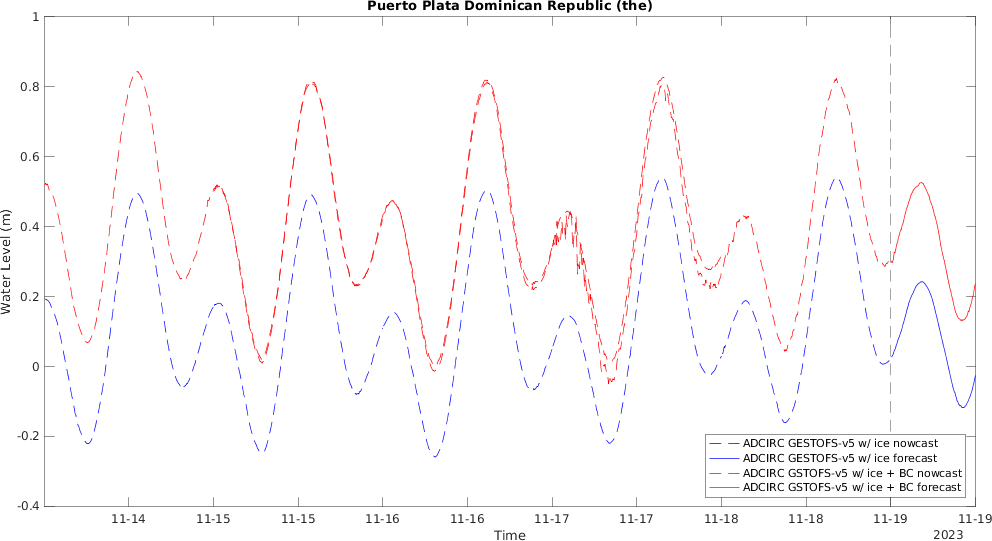 Puerto Plata Dominican Republic (the)
1
0.8
0.6
0.4
0.2
0
-0.2
-0.4
Water Level (m)
ADCIRC GESTOFS-v5 w/ ice nowcast
ADCIRC GESTOFS-v5 w/ ice forecast
ADCIRC GSTOFS-v5 w/ ice + BC nowcast
ADCIRC GSTOFS-v5 w/ ice + BC forecast
11-14 11-15 11-15 11-16 11-16 11-17 11-17 11-18 11-18 11-19 11-19
Time
2023